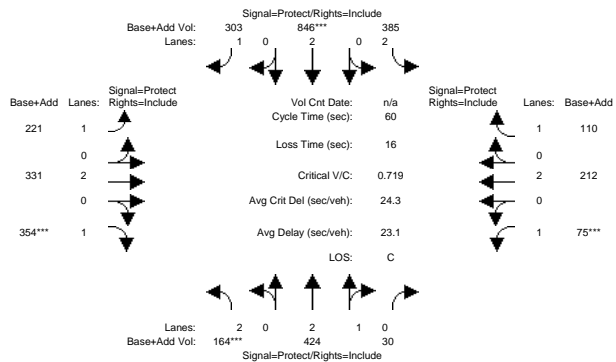 Signal=Protect/Rights=Include
Base+Add Vol: 303 846*** 385
Lanes: 1 0 2 0 2
Signal=Protect
Base+Add Lanes: Rights=Include
Vol Cnt Date: n/a
Signal=Protect
Rights=Include Lanes: Base+Add
Cycle Time (sec): 60
221 1
1 110
Loss Time (sec): 16
0
0
331 2
Critical V/C: 0.719
2 212
0
Avg Crit Del (sec/veh): 24.3
0
354*** 1
Avg Delay (sec/veh): 23.1
1 75***
LOS: C
Lanes: 2 0 2 1 0
Base+Add Vol: 164*** 424 30
Signal=Protect/Rights=Include